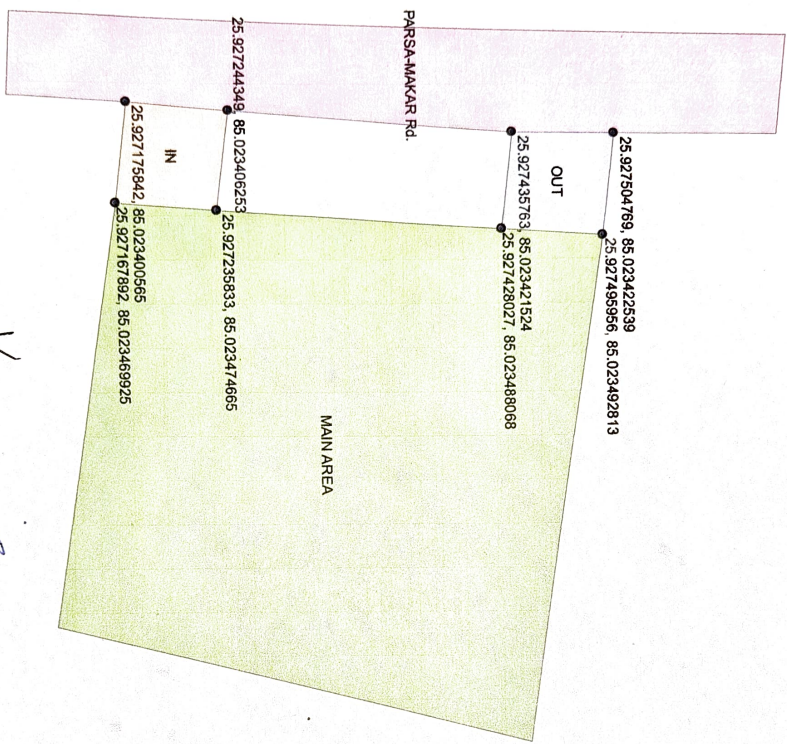 PARSA-MAKAR Rd.
25.927504769, 85.023422539
25.927495956, 85.023492813
OUT
25.927435763, 85.023421524
25.927428027, 85.023488068
25.927244349, 85.023406253
25.927235833, 85.023474665
IN
25.927175842, 85.023400565
25.927167892, 85.023469925
MAIN AREA